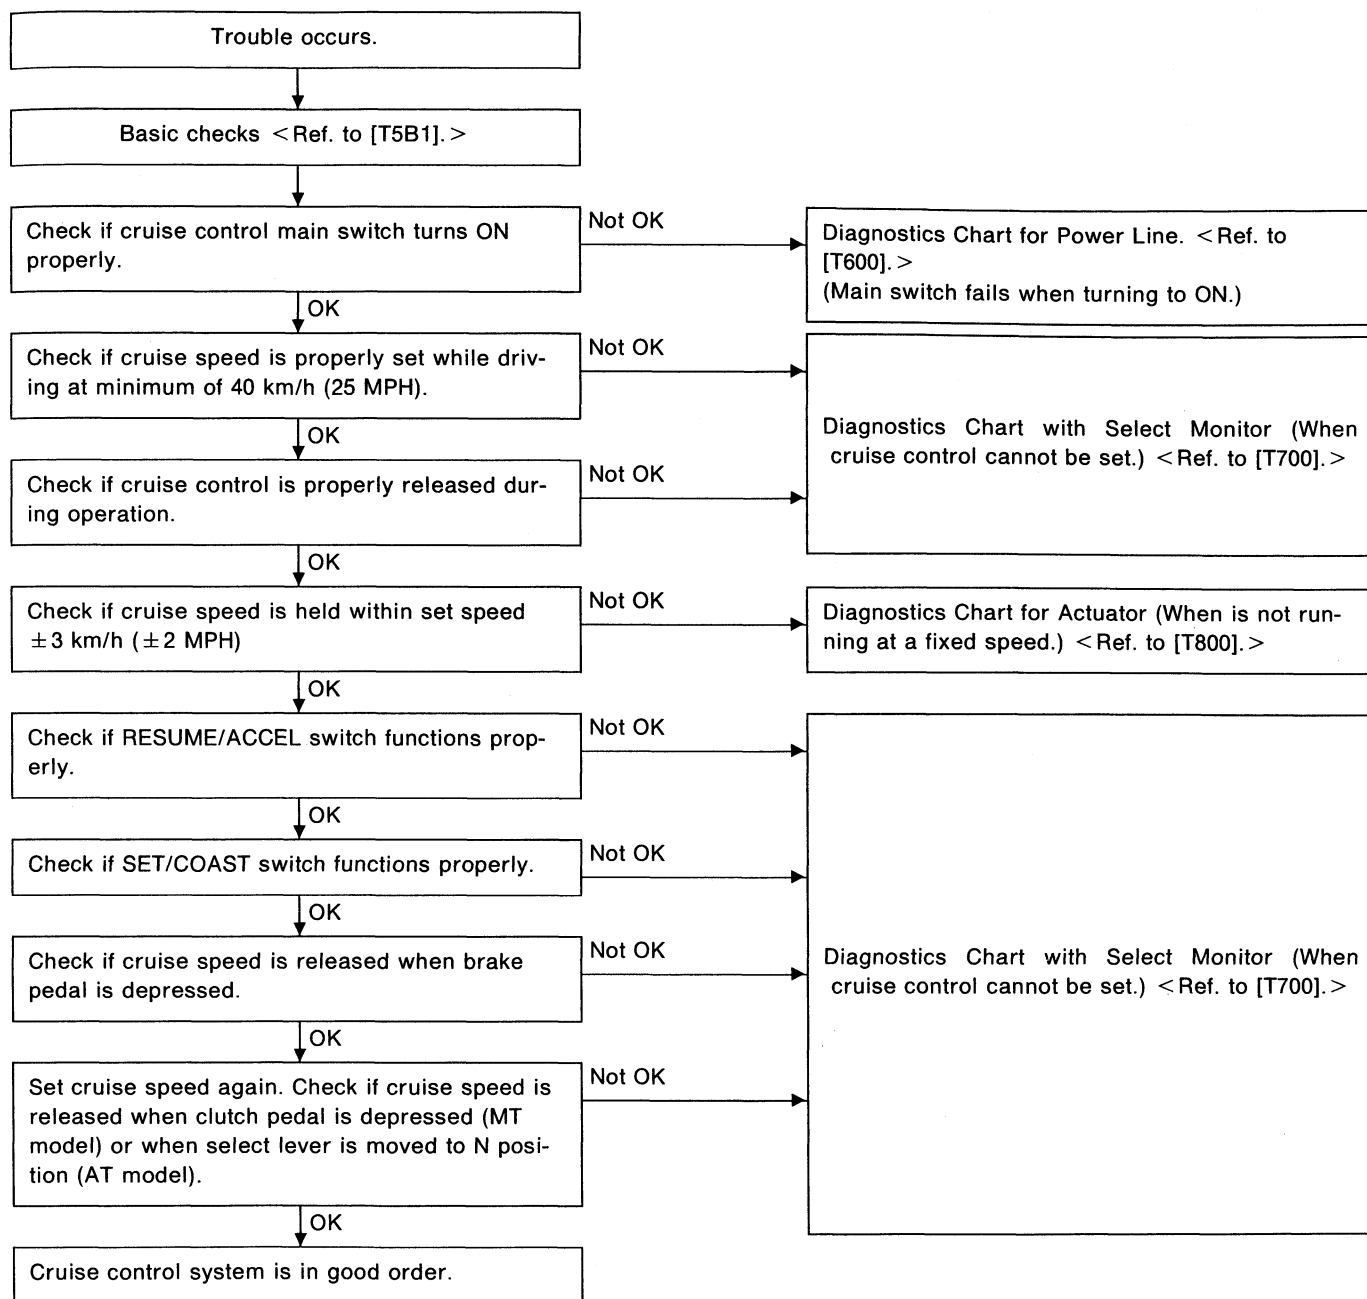 Trouble occurs.
Basic checks <Ref. to [T5B1].>
Check if cruise control main switch turns ON
properly.
Not OK
Diagnostics Chart for Power Line. <Ref. to
[T600].>
(Main switch fails when turning to ON.)
OK
Check if cruise speed is properly set while driv-
ing at minimum of 40 km/h (25 MPH).
Not OK
OK
Check if cruise control is properly released dur-
ing operation.
Not OK
Diagnostics Chart with Select Monitor (When
cruise control cannot be set.) <Ref. to [T700].>
OK
Check if cruise speed is held within set speed
±3 km/h (±2 MPH)
Not OK
Diagnostics Chart for Actuator (When is not run-
ning at a fixed speed.) <Ref. to [T800].>
OK
Check if RESUME/ACCEL switch functions prop-
erly.
Not OK
OK
Check if SET/COAST switch functions properly.
Not OK
OK
Check if cruise speed is released when brake
pedal is depressed.
Not OK
Diagnostics Chart with Select Monitor (When
cruise control cannot be set.) <Ref. to [T700].>
OK
Set cruise speed again. Check if cruise speed is
released when clutch pedal is depressed (MT
model) or when select lever is moved to N posi-
tion (AT model).
Not OK
OK
Cruise control system is in good order.